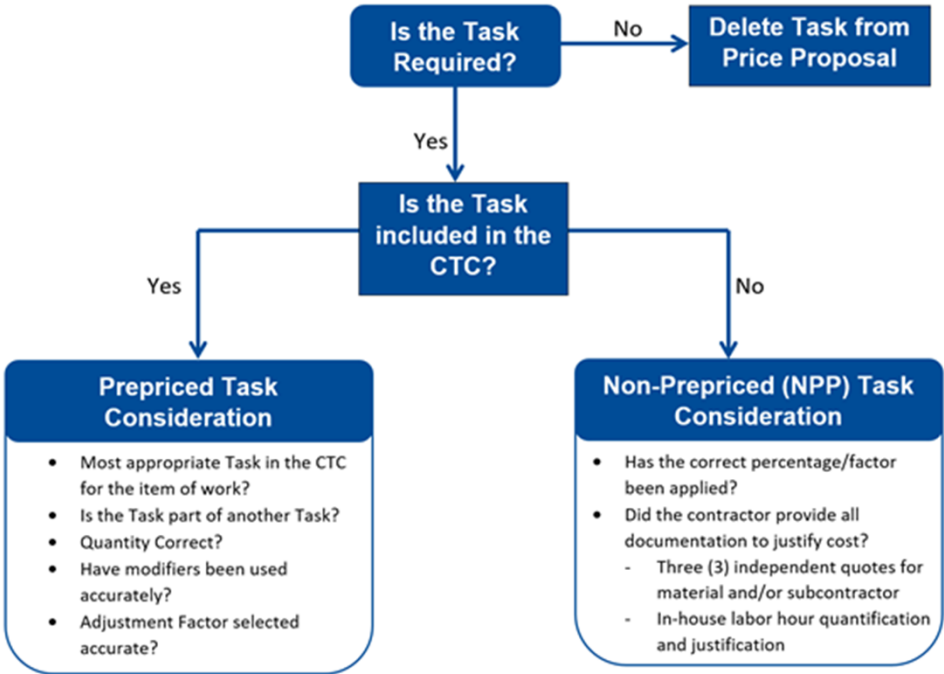 Is the Task
Required?
No
Delete Task from
Price Proposal
Yes
Is the Task
included in the
CTC?
Yes
No
Prepriced Task
Consideration
• Most appropriate Task in the CTC
for the item of work?
• Is the Task part of another Task?
• Quantity Correct?
• Have modifiers been used
accurately?
• Adjustment Factor selected
accurate?
Non-Prepriced (NPP) Task
Consideration
• Has the correct percentage/factor
been applied?
• Did the contractor provide all
documentation to justify cost?
- Three (3) independent quotes for
material and/or subcontractor
- In-house labor hour quantification
and justification